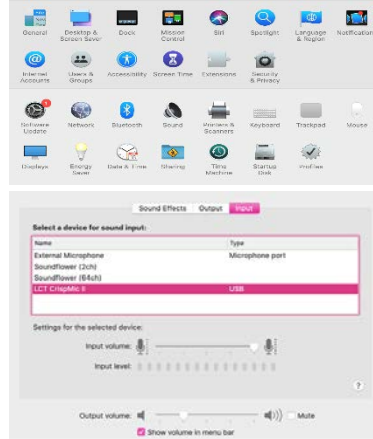 General Desktop & Screen Saver Dock Mission Control Siri Spotlight Language & Region Notifications
Internet Accounts Users & Groups Accessibility Screen Time Extensions Security & Privacy
Software Update Network Bluetooth Sound Printers & Scanners Keyboard Trackpad Mouse
Displays Energy Saver Date & Time Sharing Time Machine Startup Disk Profiles
Sound Effects Output Input
Select a device for sound input:
Name Type
External Microphone Microphone port
Soundflower (2ch)
Soundflower (64ch)
LCT CrispMic II USB
Settings for the selected device:
Input volume:
Input level:
?
Output volume: Mute
Show volume in menu bar